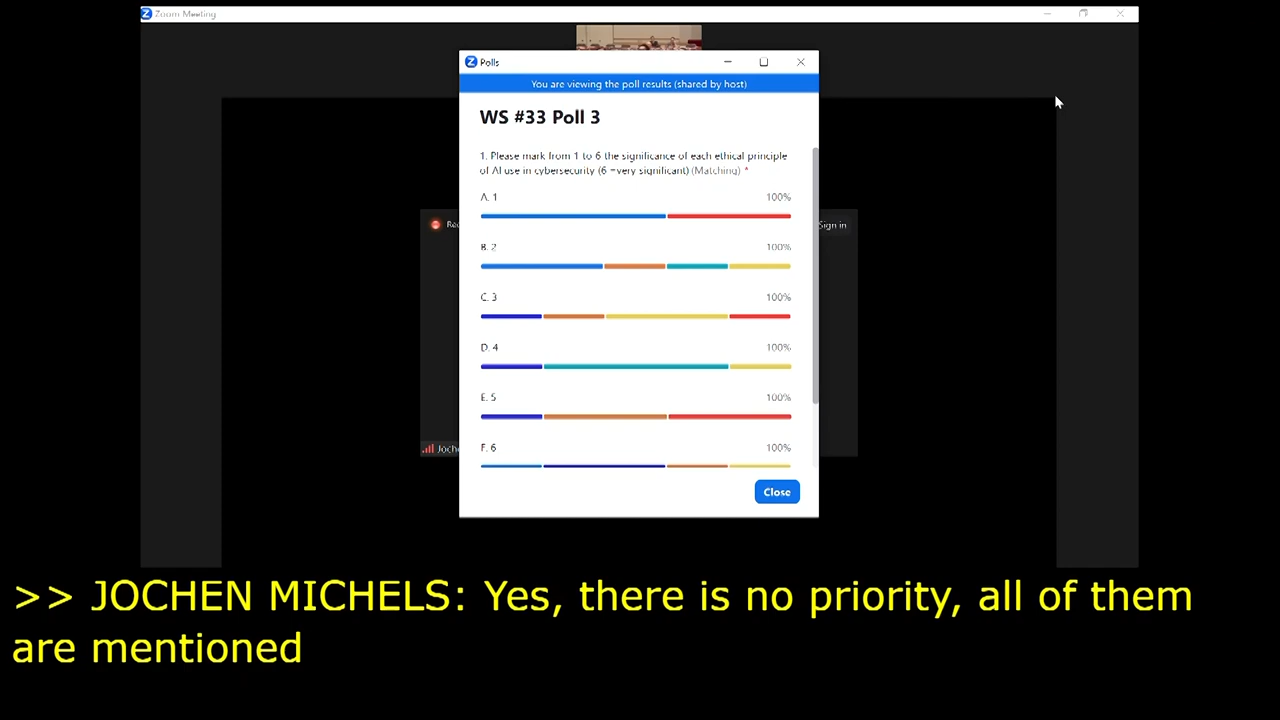 Zoom Meeting
Polls
You are viewing the poll results (shared by host)
WS #33 Poll 3
1. Please mark from 1 to 6 the significance of each ethical principle
of AI use in cybersecurity (6 =very significant) (Matching) *
A. 1 100%
B. 2 100%
Sign in
C. 3 100%
D. 4 100%
E. 5 100%
F. 6 100%
Close
>> JOCHEN MICHELS: Yes, there is no priority, all of them
are mentioned